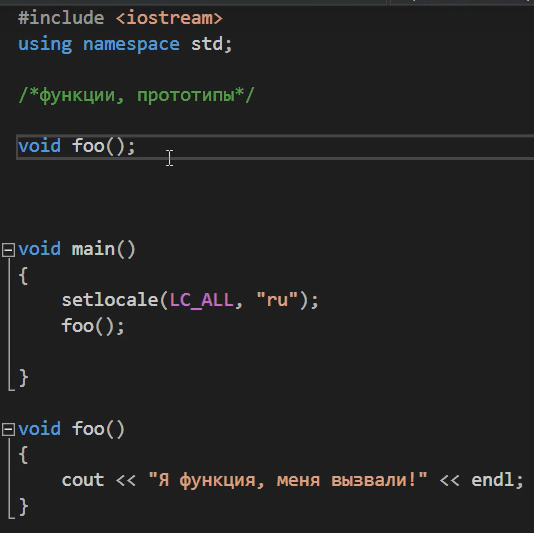 #include <iostream>
using namespace std;
/*функции, прототипы*/
void foo();
void main()
{
setlocale(LC_ALL, "ru");
foo();
}
void foo()
{
cout << "Я функция, меня вызвали!" << endl;
}